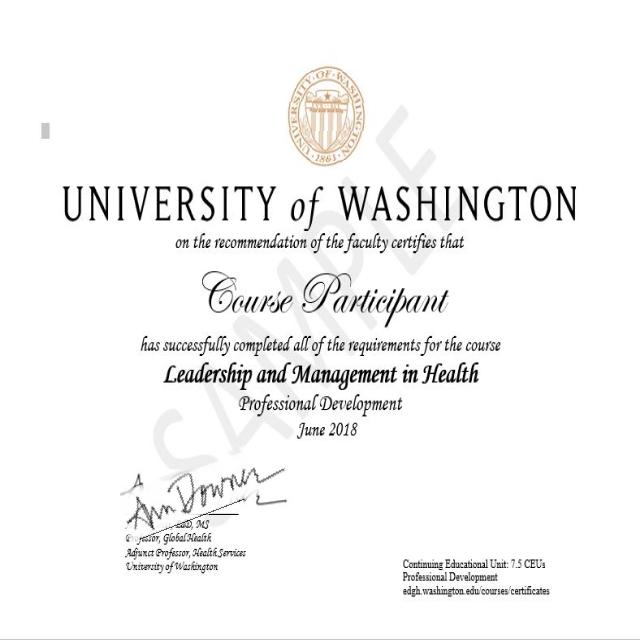 UNIVERSITY·OF·WASHINGTON
·1861·
SAMPLE
UNIVERSITY of WASHINGTON
on the recommendation of the faculty certifies that
Course Participant
has successfully completed all of the requirements for the course
Leadership and Management in Health
Professional Development
June 2018
Ann Downer
EdD, MS
Professor, Global Health
Adjunct Professor, Health Services
University of Washington
Continuing Educational Unit: 7.5 CEUs
Professional Development
edgh.washington.edu/courses/certificates